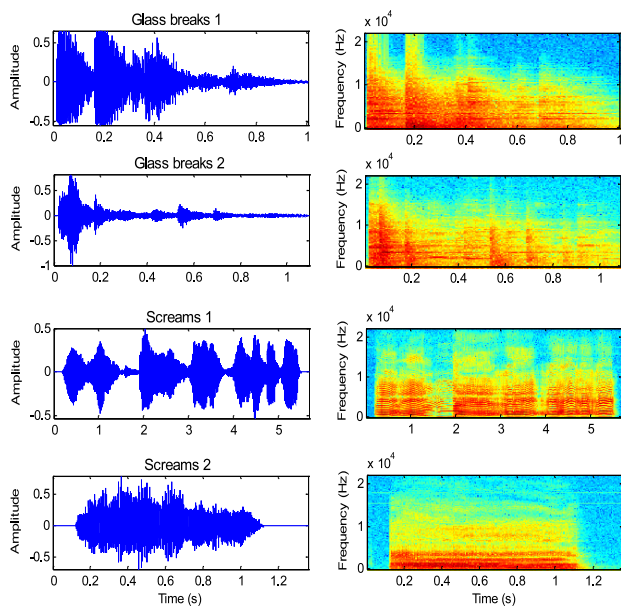 Glass breaks 1
Amplitude
0.5
0
-0.5
0 0.2 0.4 0.6 0.8 1
x 10^4
Frequency (Hz)
2
1
0
0.2 0.4 0.6 0.8 1
Glass breaks 2
Amplitude
0.5
0
-0.5
-1
0 0.2 0.4 0.6 0.8 1
x 10^4
Frequency (Hz)
2
1
0
0.2 0.4 0.6 0.8 1
Screams 1
Amplitude
0.5
0
-0.5
0 1 2 3 4 5
x 10^4
Frequency (Hz)
2
1
0
1 2 3 4 5
Screams 2
Amplitude
0.5
0
-0.5
0 0.2 0.4 0.6 0.8 1 1.2
Time (s)
x 10^4
Frequency (Hz)
2
1
0
0.2 0.4 0.6 0.8 1 1.2
Time (s)